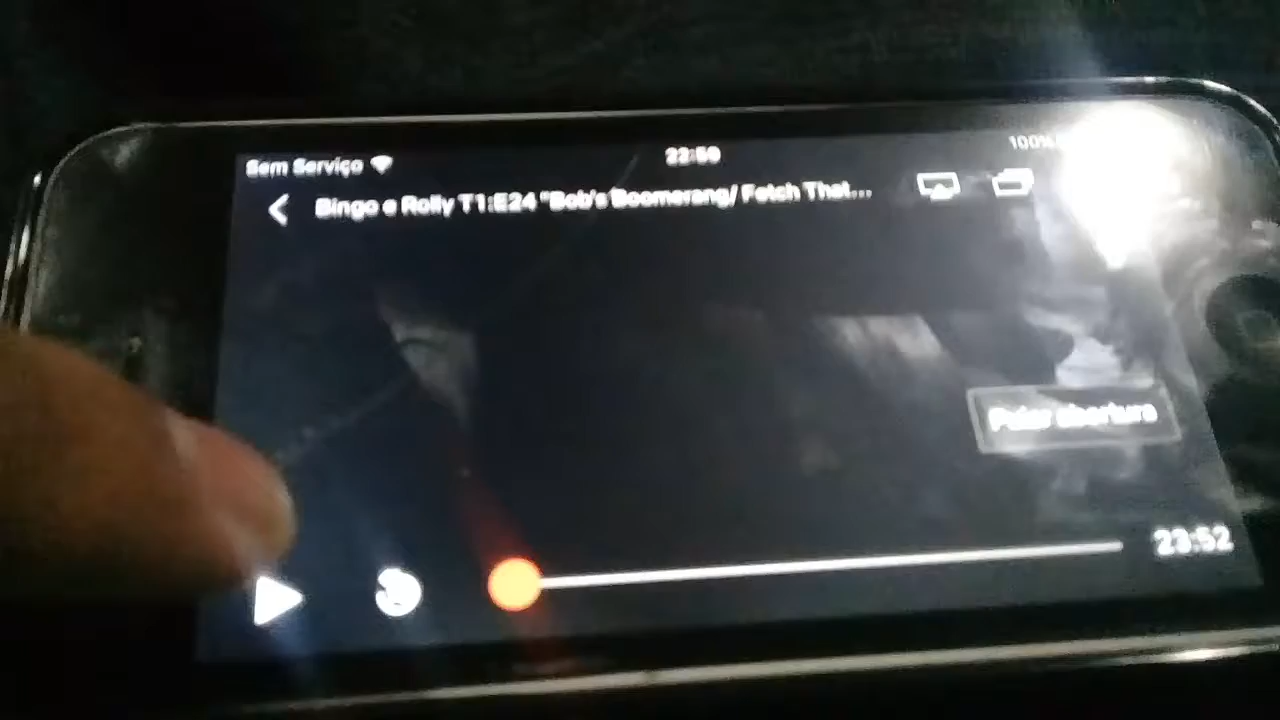 Sem Serviço
22:50
100%
Bingo e Rolly T1:E24 "Bob's Boomerang/ Fetch That...
Pular abertura
23:52